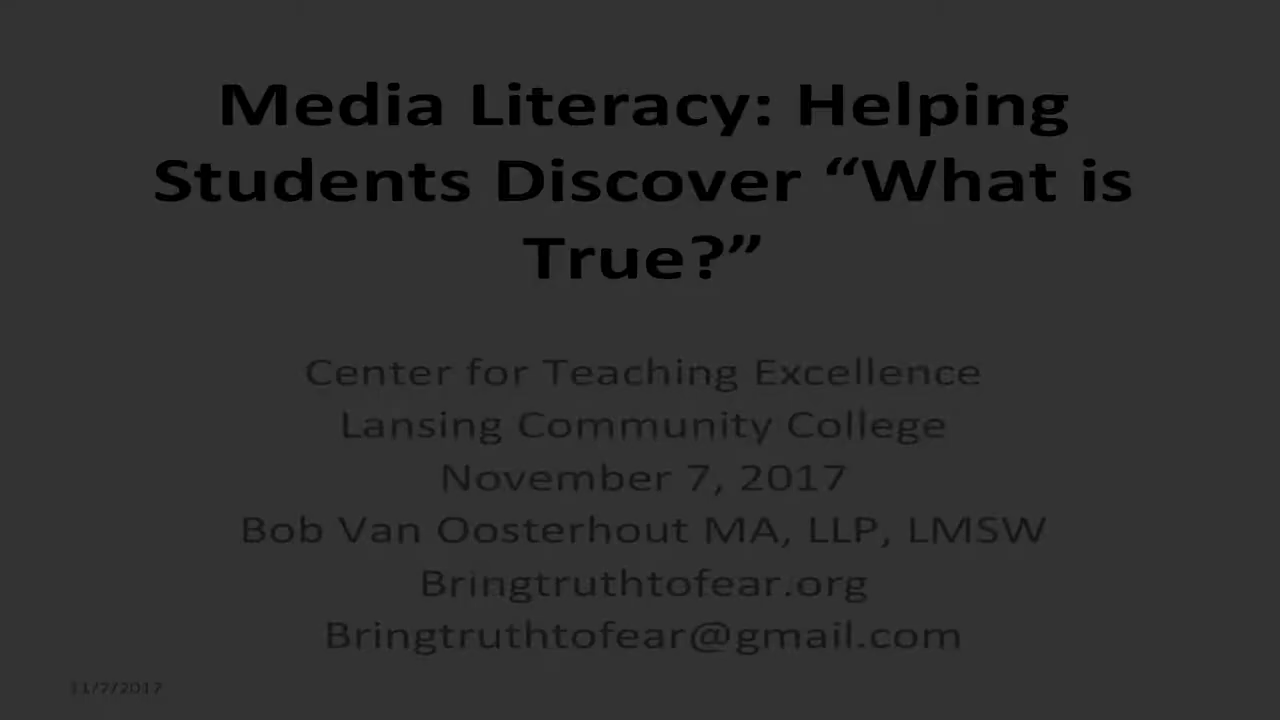 Media Literacy: Helping
Students Discover “What is
True?”
Center for Teaching Excellence
Lansing Community College
November 7, 2017
Bob Van Oosterhout MA, LLP, LMSW
Bringtruthtofear.org
Bringtruthtofear@gmail.com
11/7/2017